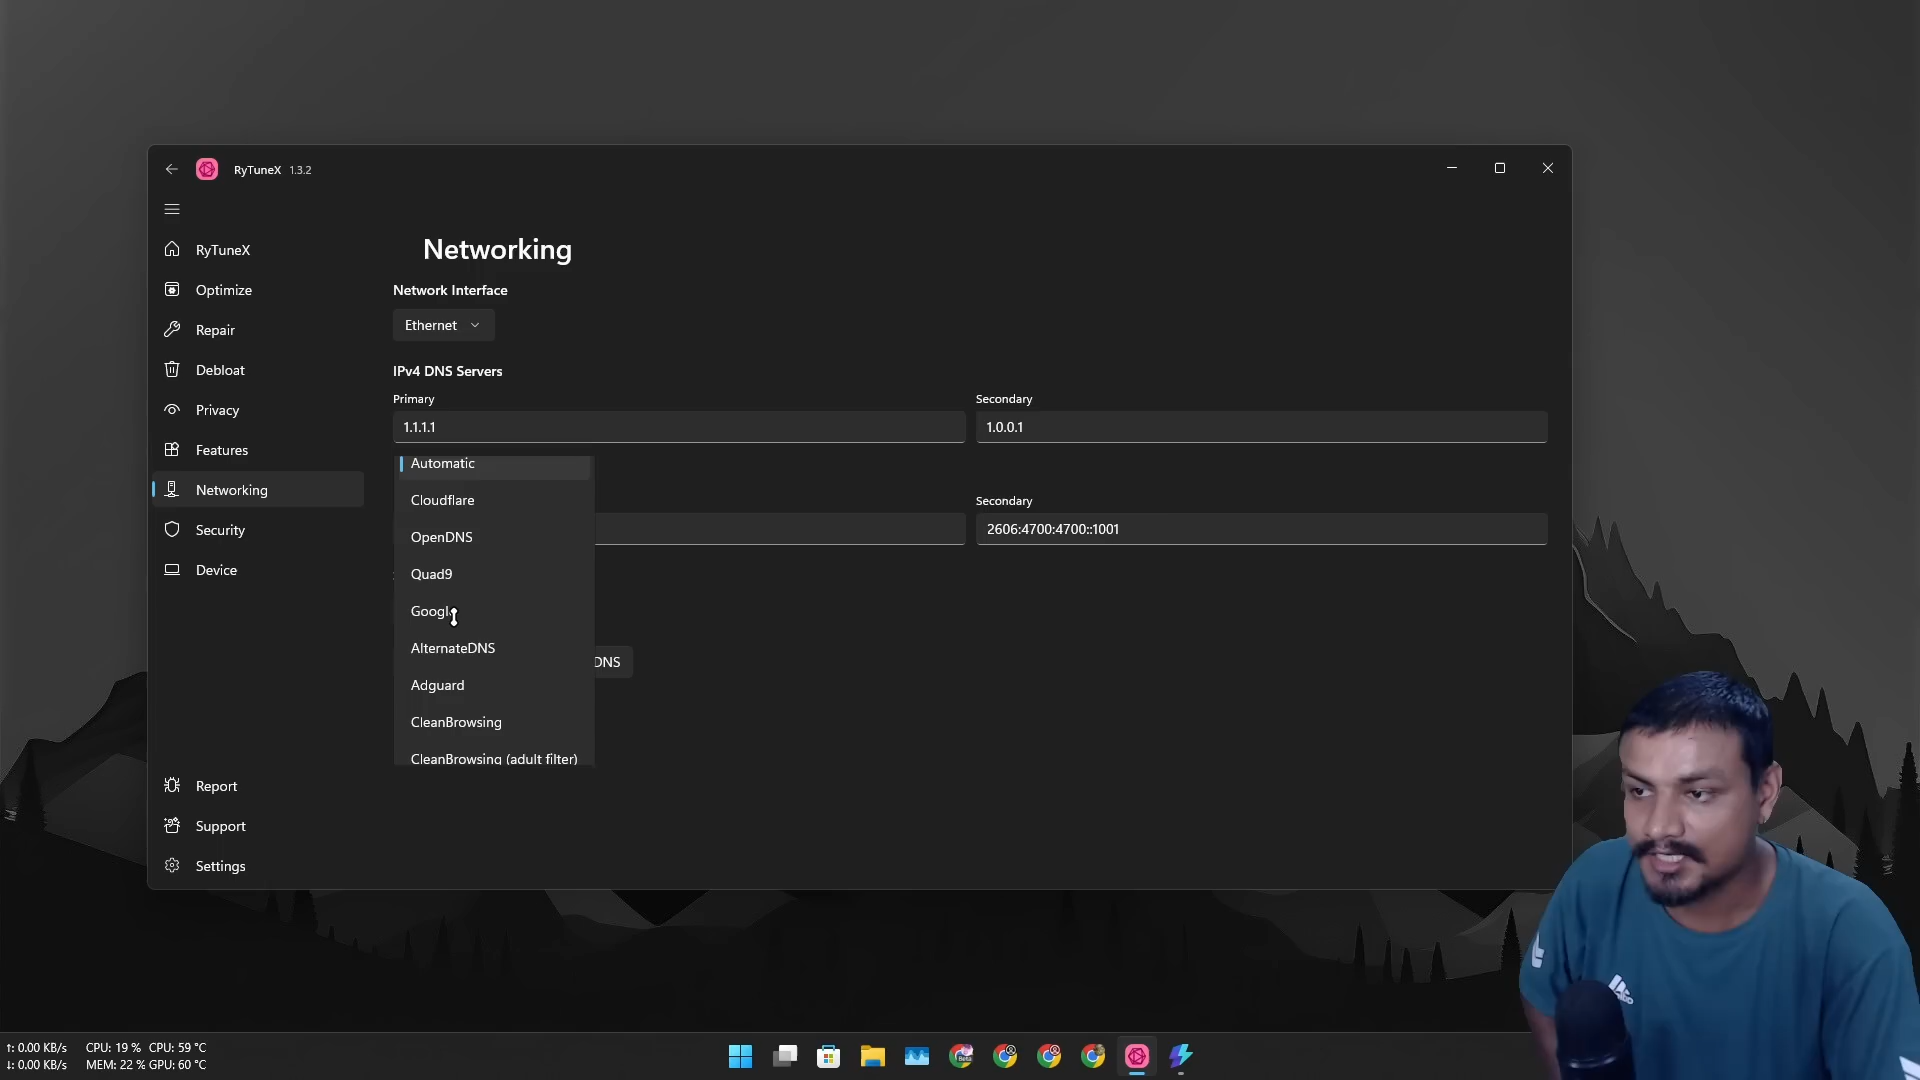 RyTuneX 1.3.2
RyTuneX
Optimize
Repair
Debloat
Privacy
Features
Networking
Security
Device
Report
Support
Settings
Networking
Network Interface
Ethernet
IPv4 DNS Servers
Primary
Secondary
1.1.1.1
1.0.0.1
Automatic
Cloudflare
OpenDNS
Quad9
Google
AlternateDNS
Adguard
CleanBrowsing
CleanBrowsing (adult filter)
Secondary
2606:4700:4700::1001
DNS
↑: 0.00 KB/s CPU: 19 % CPU: 59 °C
↓: 0.00 KB/s MEM: 22 % GPU: 60 °C
Beta